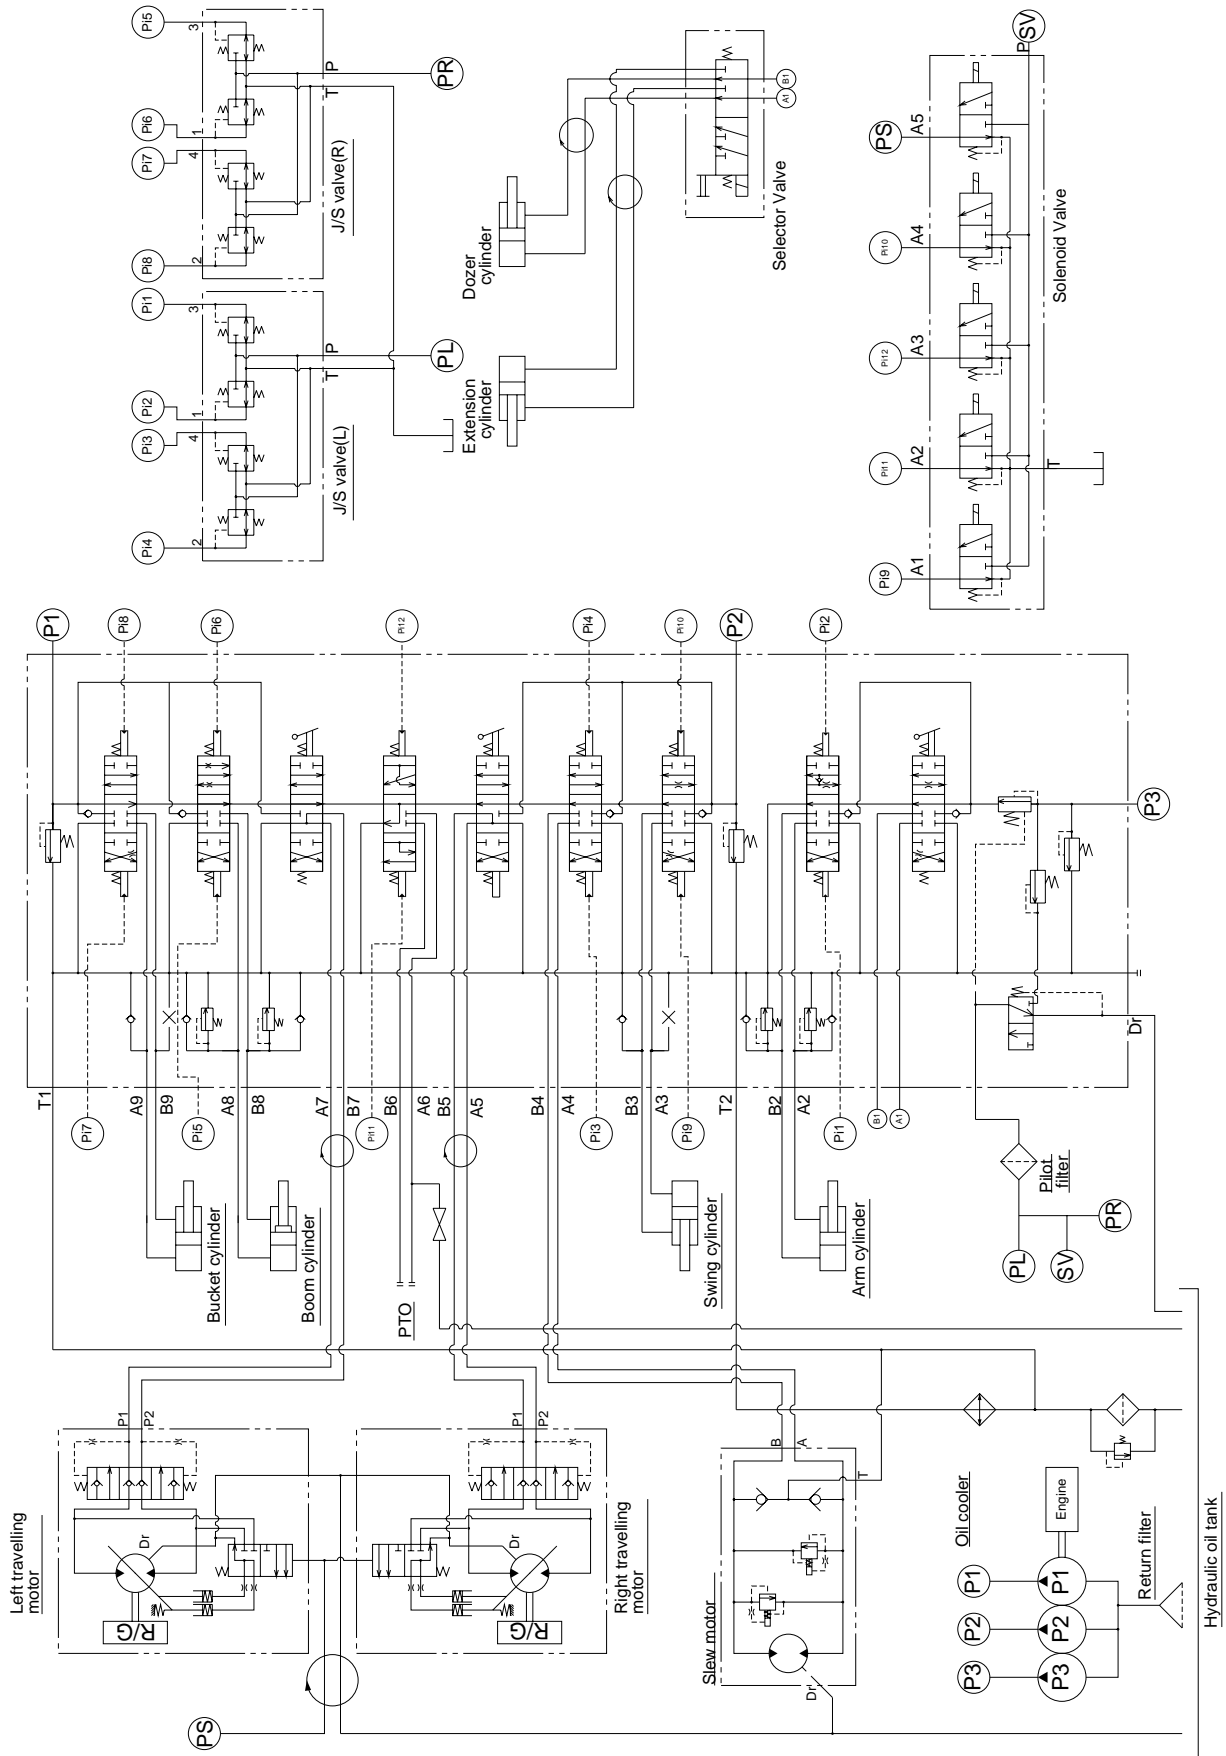 Pi5
Pi6
Pi7
Pi8
3
1
4
2
P
T
PR
J/S valve(R)
Pi1
Pi2
Pi3
Pi4
3
1
4
2
P
T
PL
J/S valve(L)
Dozer
cylinder
Extension
cylinder
B1
A1
Selector Valve
SV
P
PS
A5
Pi10
A4
Pi12
A3
Pi11
A2
Pi9
A1
T
Solenoid Valve
P1
Pi8
Pi6
Pi12
Pi4
Pi10
P2
Pi2
P3
T1
Pi7
A9
B9
Pi5
A8
B8
A7
B7
Pi11
B6
A6
B5
A5
B4
A4
Pi3
B3
A3
Pi9
T2
B2
A2
Pi1
B1
A1
Dr
Pilot
filter
PL
SV
PR
Bucket cylinder
Boom cylinder
PTO
Swing cylinder
Arm cylinder
Left travelling
motor
P1
P2
Dr
R/G
Right travelling
motor
P1
P2
Dr
R/G
PS
Slew motor
B
A
T
Dr
Oil cooler
Engine
Return filter
P1
P2
P3
P1
P2
P3
Hydraulic oil tank